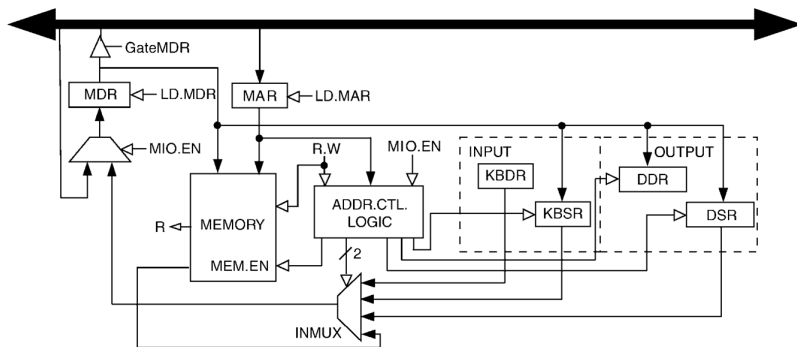 GateMDR
MDR
LD.MDR
MAR
LD.MAR
MIO.EN
R.W
MIO.EN
INPUT
OUTPUT
KBDR
DDR
R
MEMORY
ADDR.CTL.
LOGIC
KBSR
DSR
MEM.EN
2
INMUX